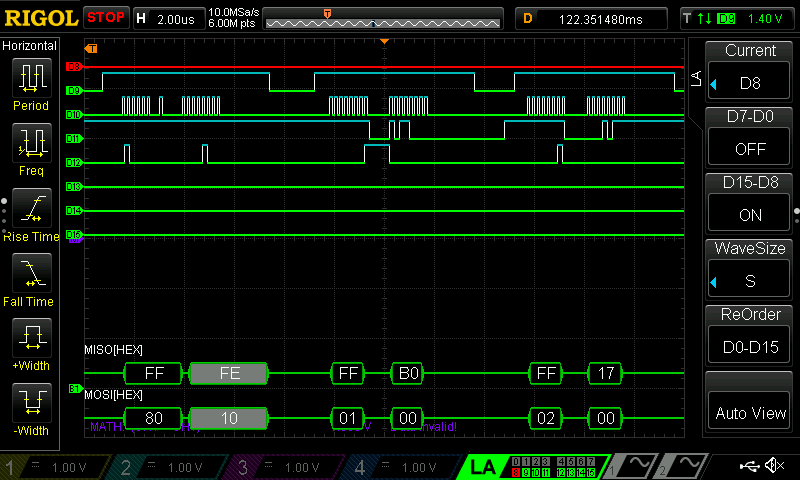 RIGOL STOP MATH H 2.00us 10.0MSa/s 6.00M pts T D 122.351480ms T D9 1.40 V
Horizontal
Period
Freq
Rise Time
Fall Time
+Width
-Width
T
D8
D9
D10
D11
D12
D13
D14
D15
MISO[HEX]
FF FE FF B0 FF 17
B1
MOSI[HEX]
80 10 01 00 02 00
LA
Current
D8
D7-D0
OFF
D15-D8
ON
WaveSize
S
ReOrder
D0-D15
Auto View
1 = 1.00 V 2 = 1.00 V 3 = 1.00 V 4 = 1.00 V LA 0 1 2 3 4 5 6 7 8 9 10 11 12 13 14 15 1 2